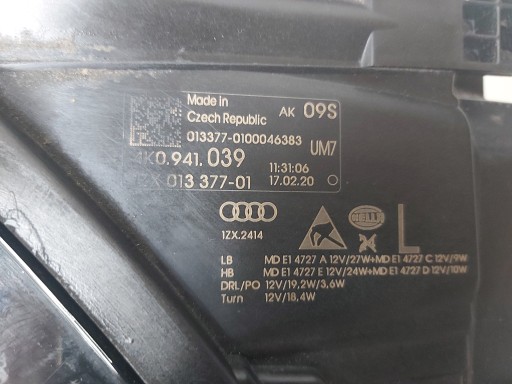 Made in
Czech Republic
AK 09S
013377-0100046383
UM7
K0.941.039
11:31:06
X 013 377-01
17.02.20
HELLA
1ZX.2414
L
LB MD E1 4727 A 12V/27W+MD E1 4727 C 12V/9W
HB MD E1 4727 E 12V/24W+MD E1 4727 D 12V/10W
DRL/PO 12V/19,2W/3,6W
Turn 12V/18,4W